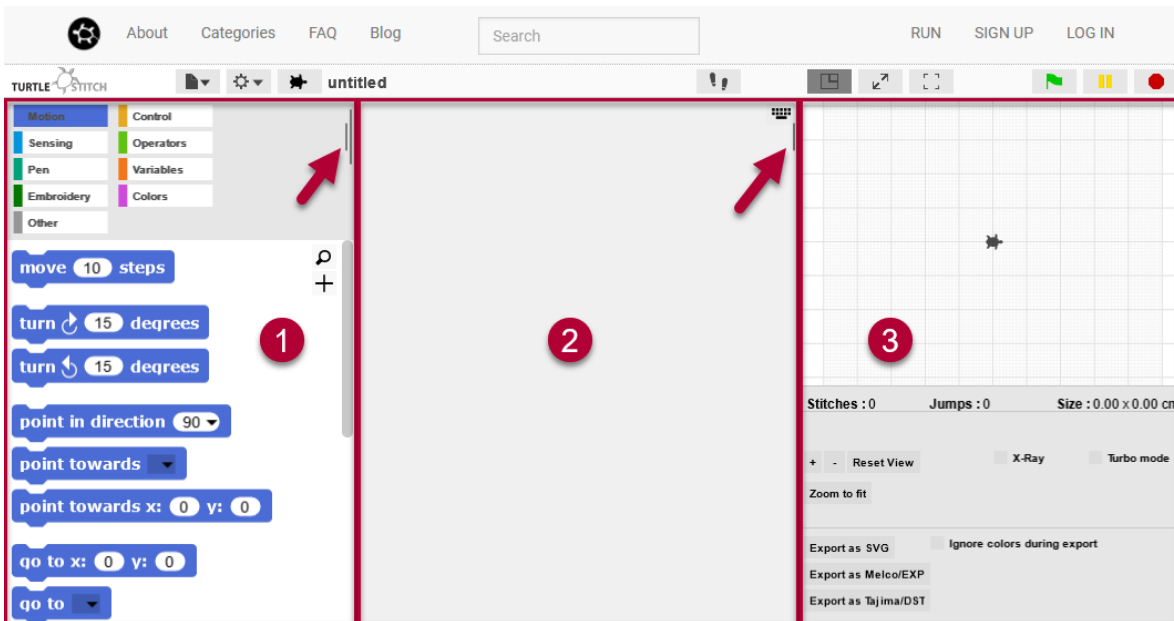 About Categories FAQ Blog Search RUN SIGN UP LOG IN
TURTLE STITCH untitled
Motion Control
Sensing Operators
Pen Variables
Embroidery Colors
Other
move 10 steps
turn 15 degrees
turn 15 degrees
point in direction 90
point towards
point towards x: 0 y: 0
go to x: 0 y: 0
go to
1
2
3
Stitches : 0 Jumps : 0 Size : 0.00 x 0.00 cm
+ - Reset View X-Ray Turbo mode
Zoom to fit
Export as SVG Ignore colors during export
Export as Melco/EXP
Export as Tajima/DST